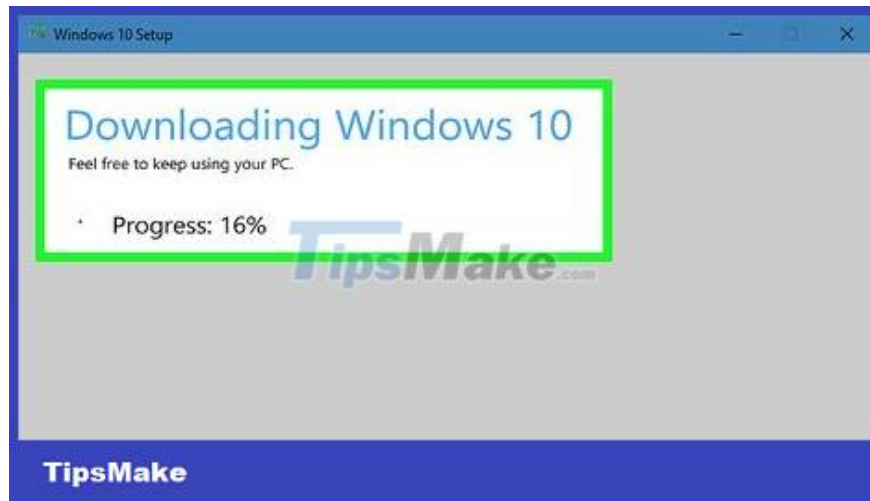 Windows 10 Setup
Downloading Windows 10
Feel free to keep using your PC.
Progress: 16%
TipsMake.com
TipsMake